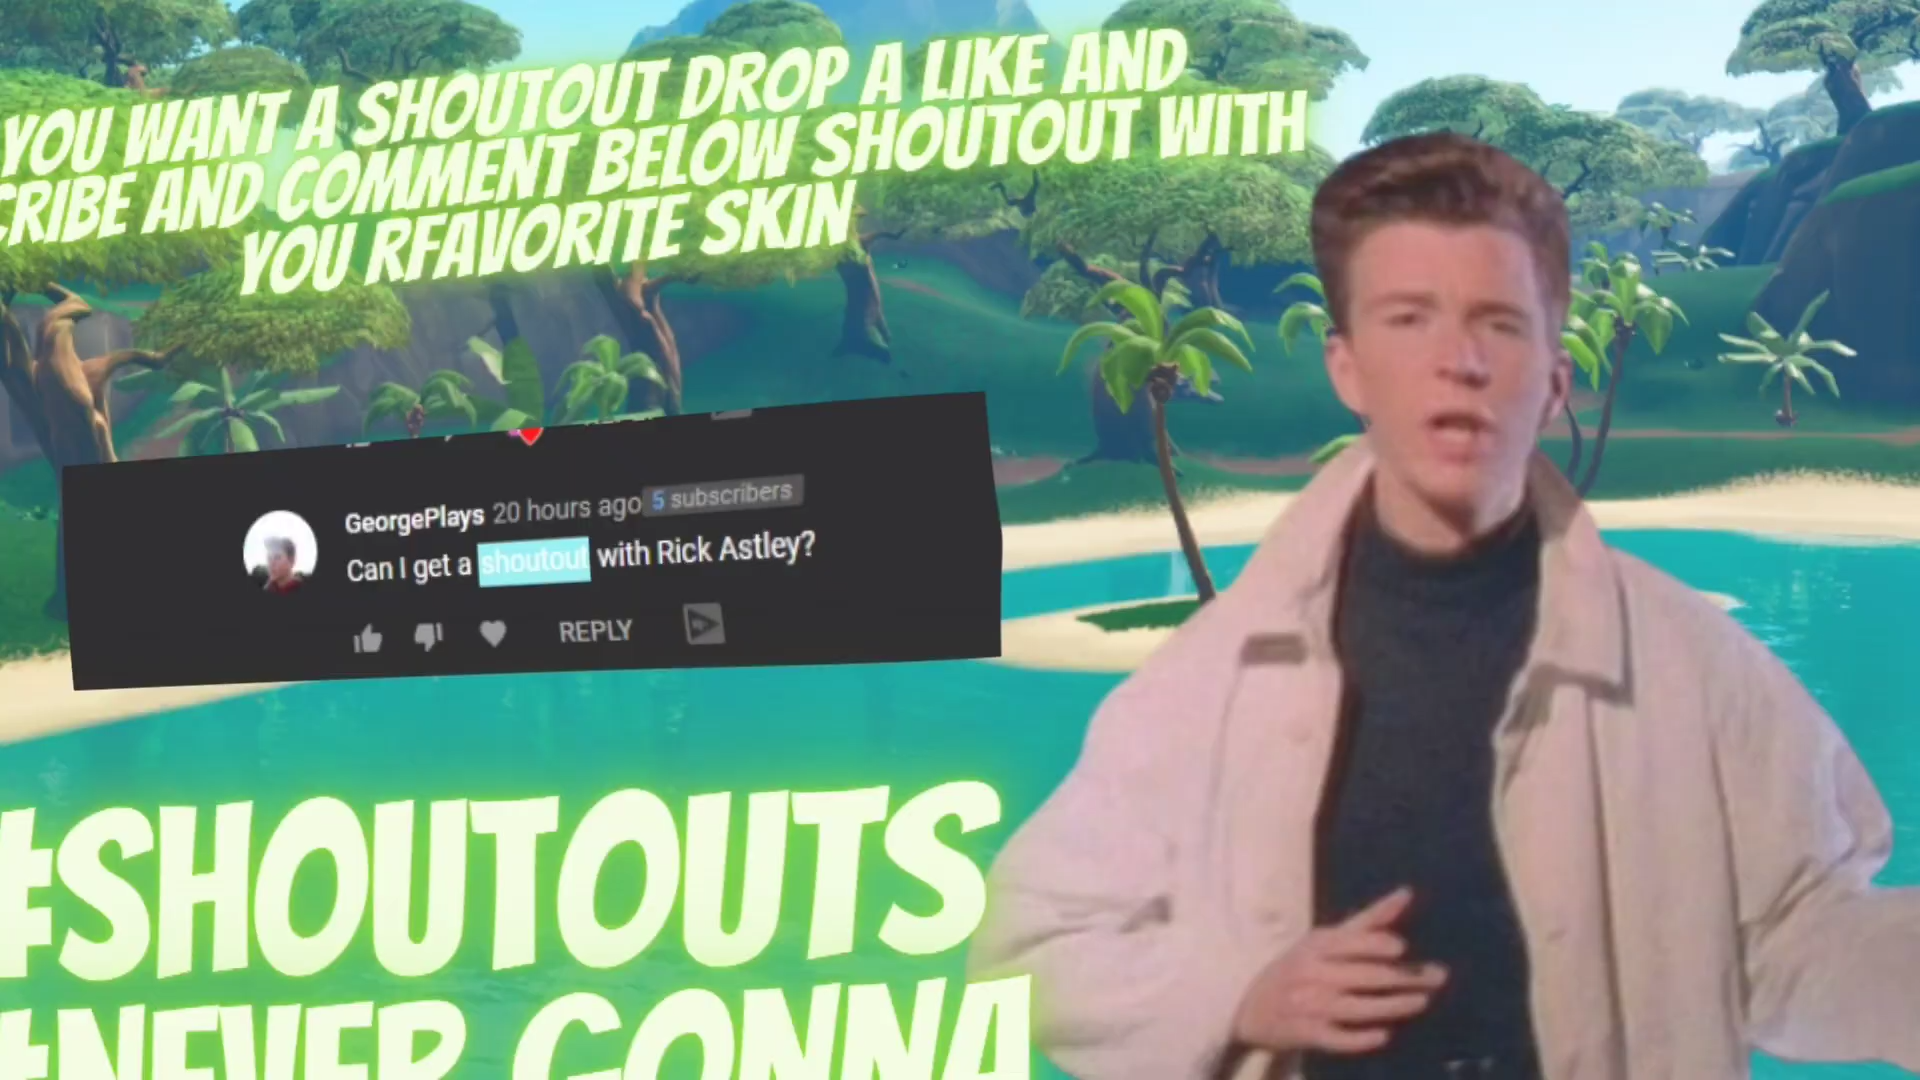 YOU WANT A SHOUTOUT DROP A LIKE AND
CRIBE AND COMMENT BELOW SHOUTOUT WITH
YOU RFAVORITE SKIN
GeorgePlays 20 hours ago 5 subscribers
Can I get a shoutout with Rick Astley?
REPLY
#SHOUTOUTS
#NEVER GONNA